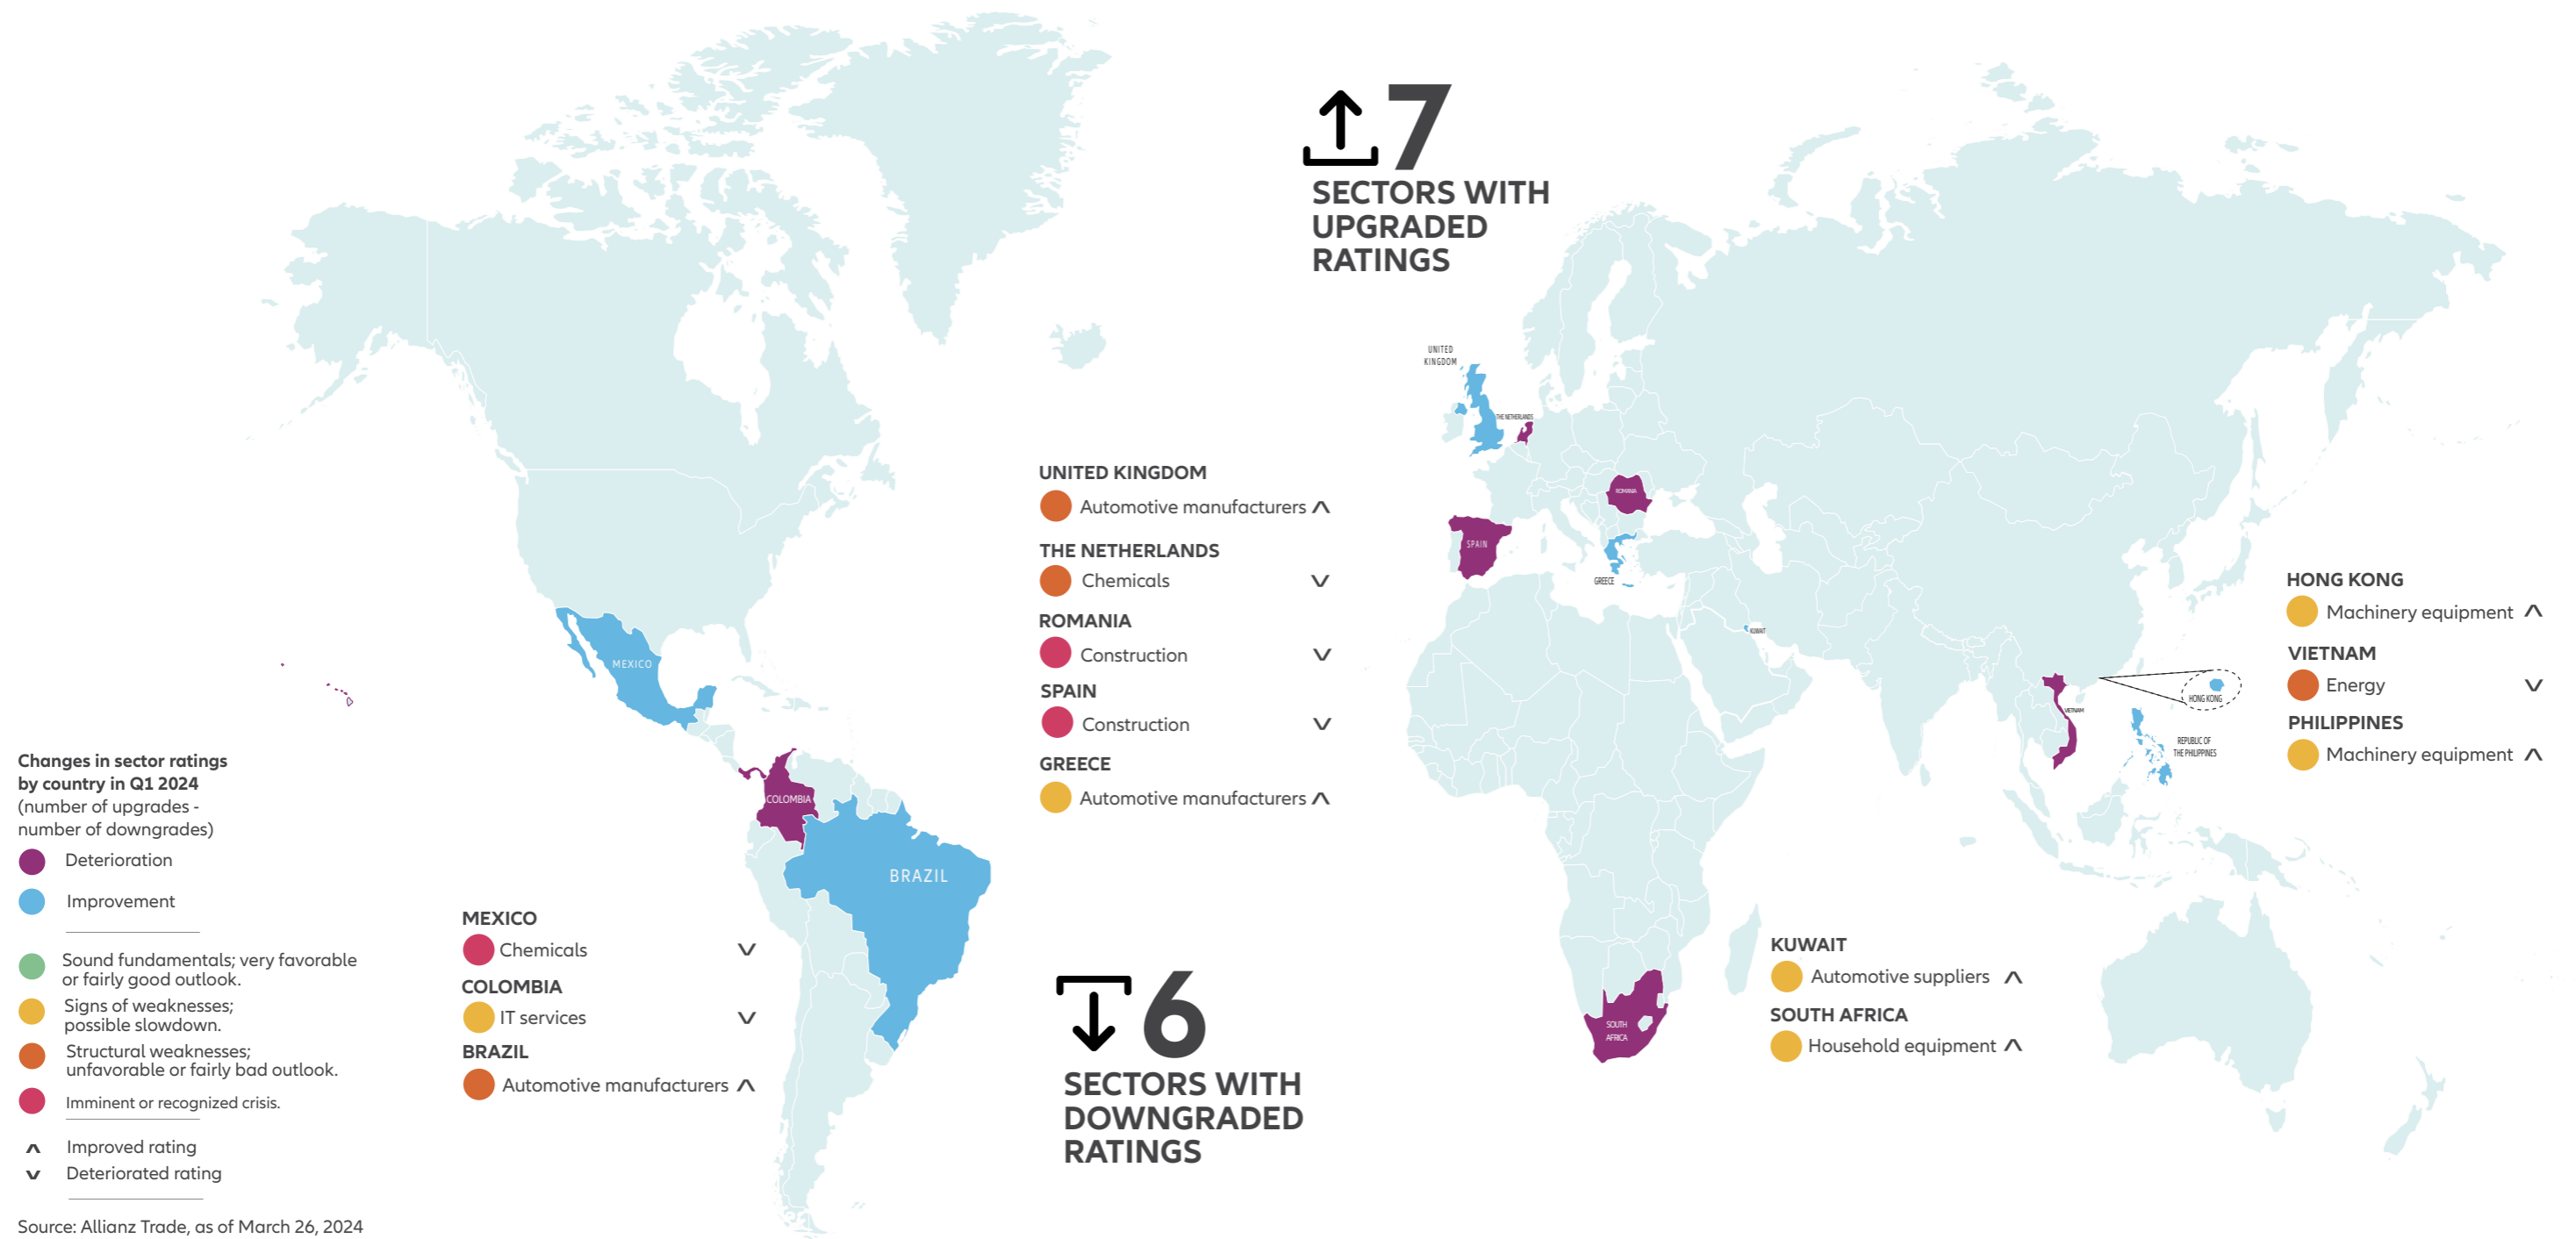 7
SECTORS WITH
UPGRADED
RATINGS
UNITED
KINGDOM
THE NETHERLANDS
ROMANIA
SPAIN
GREECE
KUWAIT
HONG KONG
VIETNAM
REPUBLIC OF
THE PHILIPPINES
SOUTH
AFRICA
MEXICO
COLOMBIA
BRAZIL
UNITED KINGDOM
Automotive manufacturers ʌ
THE NETHERLANDS
Chemicals v
ROMANIA
Construction v
SPAIN
Construction v
GREECE
Automotive manufacturers ʌ
HONG KONG
Machinery equipment ʌ
VIETNAM
Energy v
PHILIPPINES
Machinery equipment ʌ
Changes in sector ratings
by country in Q1 2024
(number of upgrades -
number of downgrades)
Deterioration
Improvement
Sound fundamentals; very favorable
or fairly good outlook.
Signs of weaknesses;
possible slowdown.
Structural weaknesses;
unfavorable or fairly bad outlook.
Imminent or recognized crisis.
ʌ Improved rating
v Deteriorated rating
Source: Allianz Trade, as of March 26, 2024
MEXICO
Chemicals v
COLOMBIA
IT services v
BRAZIL
Automotive manufacturers ʌ
6
SECTORS WITH
DOWNGRADED
RATINGS
KUWAIT
Automotive suppliers ʌ
SOUTH AFRICA
Household equipment ʌ